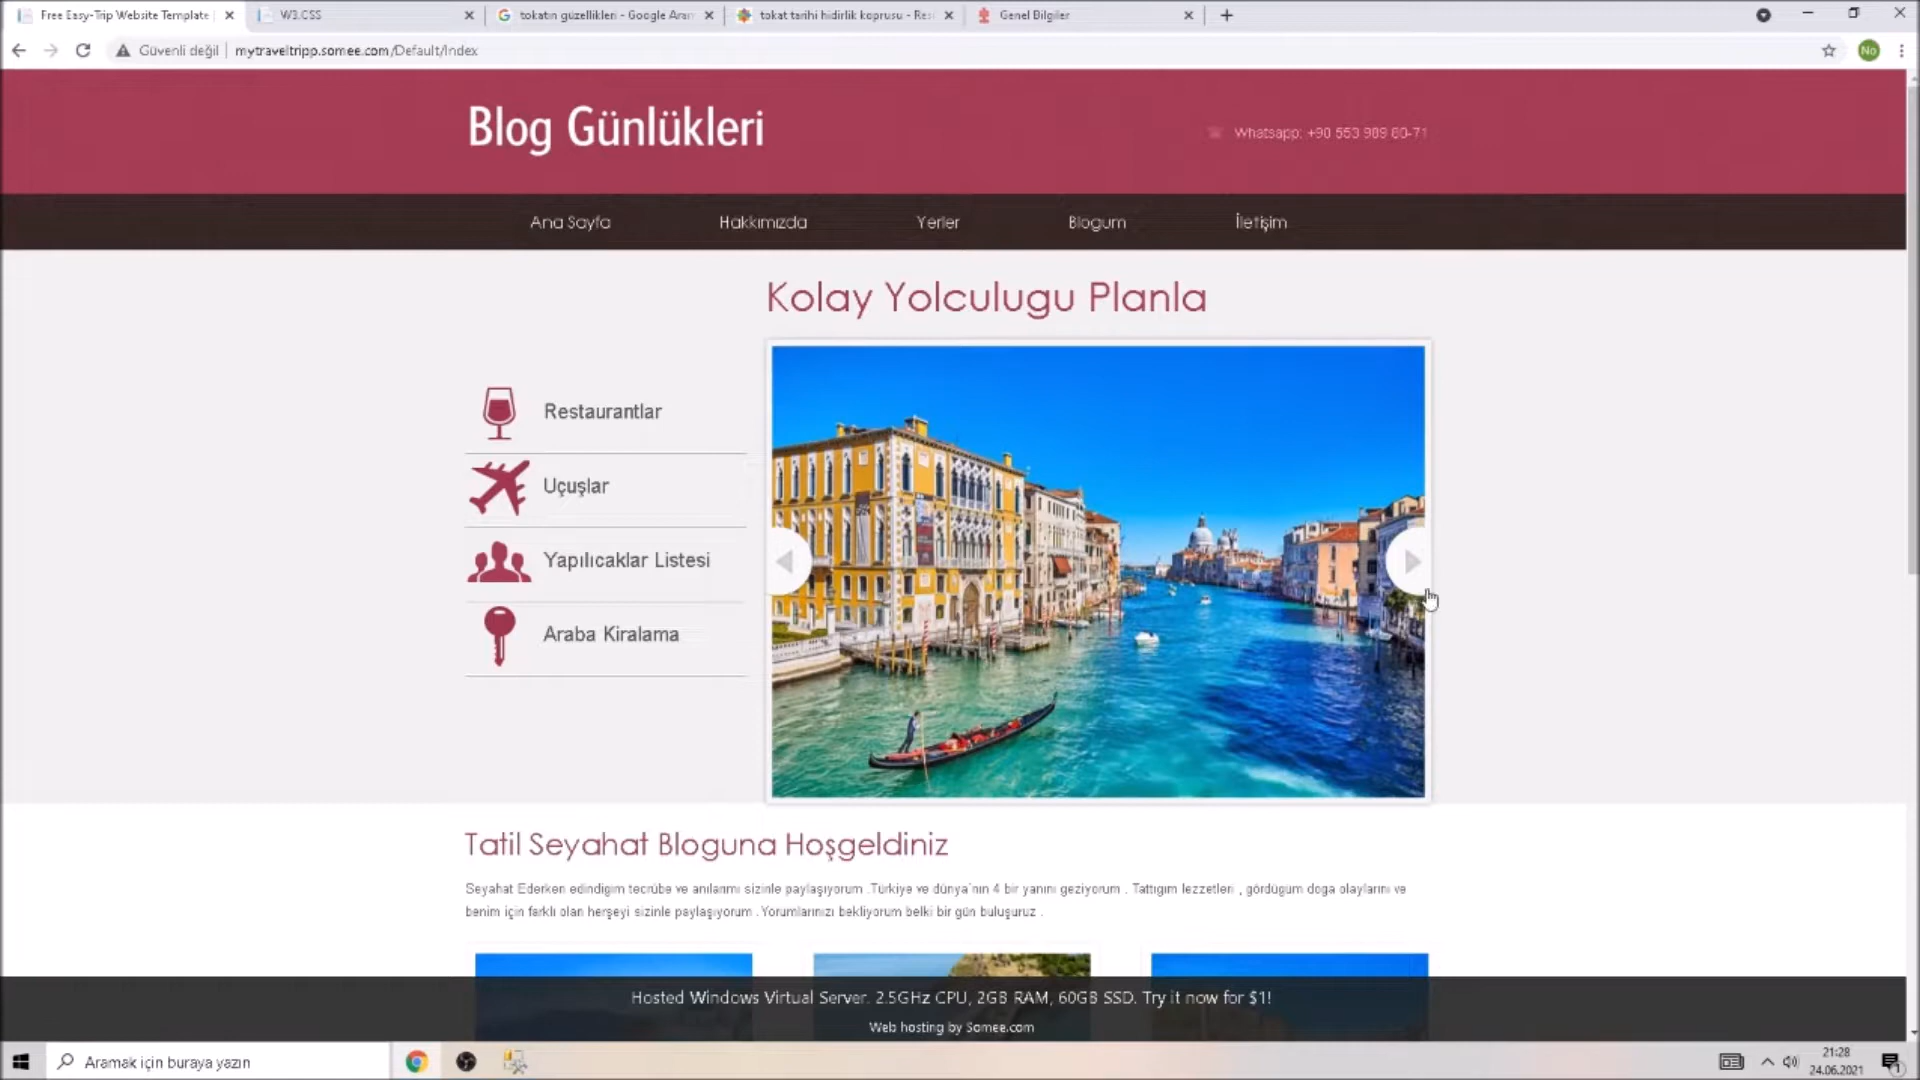 Free Easy-Trip Website Template
W3.CSS
tokatın güzellikleri - Google Aram
tokat tarihi hidirlik koprusu - Res
Genel Bilgiler
Güvenli değil
mytraveltripp.somee.com/Default/Index
No
Blog Günlükleri
Whatsapp: +90 553 989 80-71
Ana Sayfa
Hakkımızda
Yerler
Blogum
İletişim
Kolay Yolculugu Planla
Restaurantlar
Uçuşlar
Yapılıcaklar Listesi
Araba Kiralama
Tatil Seyahat Bloguna Hoşgeldiniz
Seyahat Ederken edindigim tecrübe ve anılarımı sizinle paylaşıyorum .Türkiye ve dünya'nın 4 bir yanını geziyorum . Tattıgım lezzetleri , gördügüm doga olaylarını ve
benim için farklı olan herşeyi sizinle paylaşıyorum .Yorumlarınızı bekliyorum belki bir gün buluşuruz .
Hosted Windows Virtual Server. 2.5GHz CPU, 2GB RAM, 60GB SSD. Try it now for $1!
Web hosting by Somee.com
Aramak için buraya yazın
21:28
24.06.2021
1